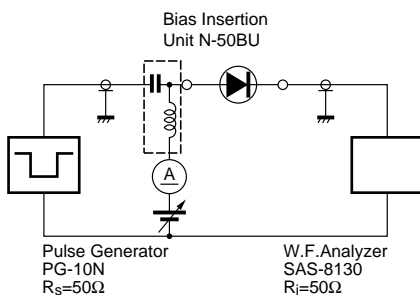 Bias Insertion
Unit N-50BU
A
Pulse Generator
PG-10N
Rs=50Ω
W.F.Analyzer
SAS-8130
Ri=50Ω